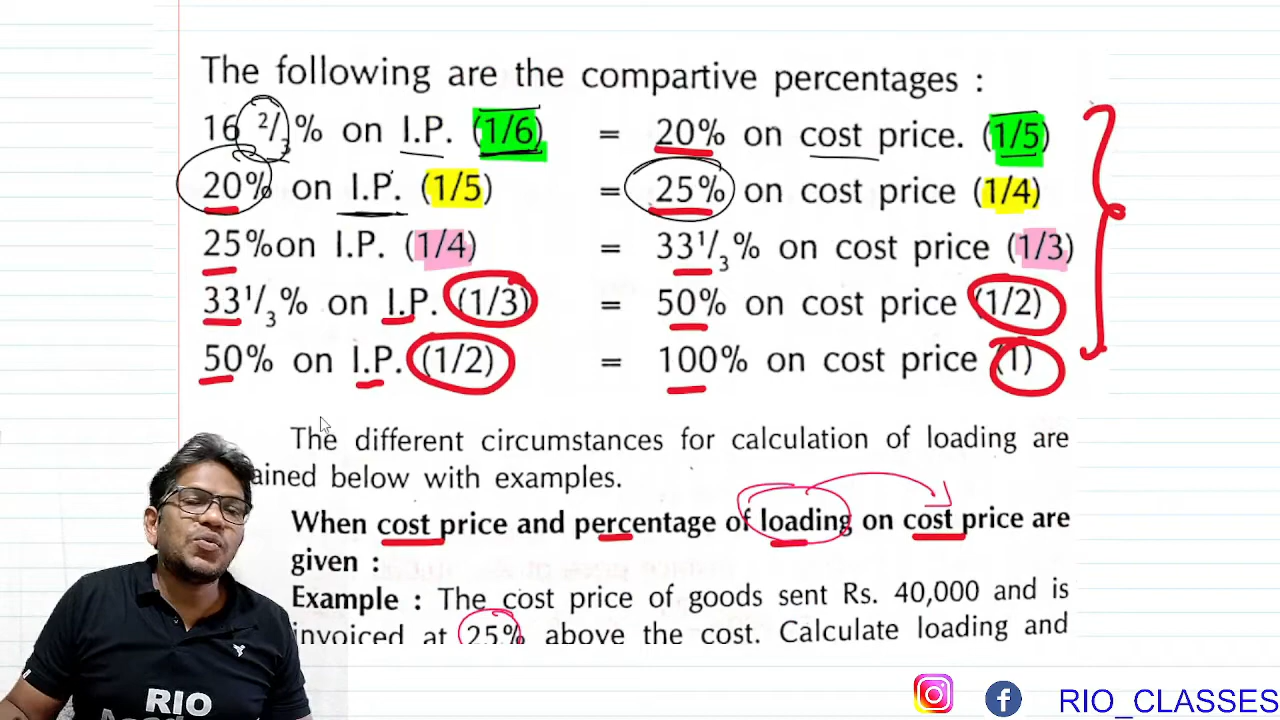 The following are the compartive percentages :
16 2/3% on I.P. (1/6) = 20% on cost price. (1/5)
20% on I.P. (1/5) = 25% on cost price (1/4)
25%on I.P. (1/4) = 33 1/3% on cost price (1/3)
33 1/3% on I.P. (1/3) = 50% on cost price (1/2)
50% on I.P. (1/2) = 100% on cost price (1)
The different circumstances for calculation of loading are
ained below with examples.
When cost price and percentage of loading on cost price are
given :
Example : The cost price of goods sent Rs. 40,000 and is
invoiced at 25% above the cost. Calculate loading and
RIO
RIO_CLASSES